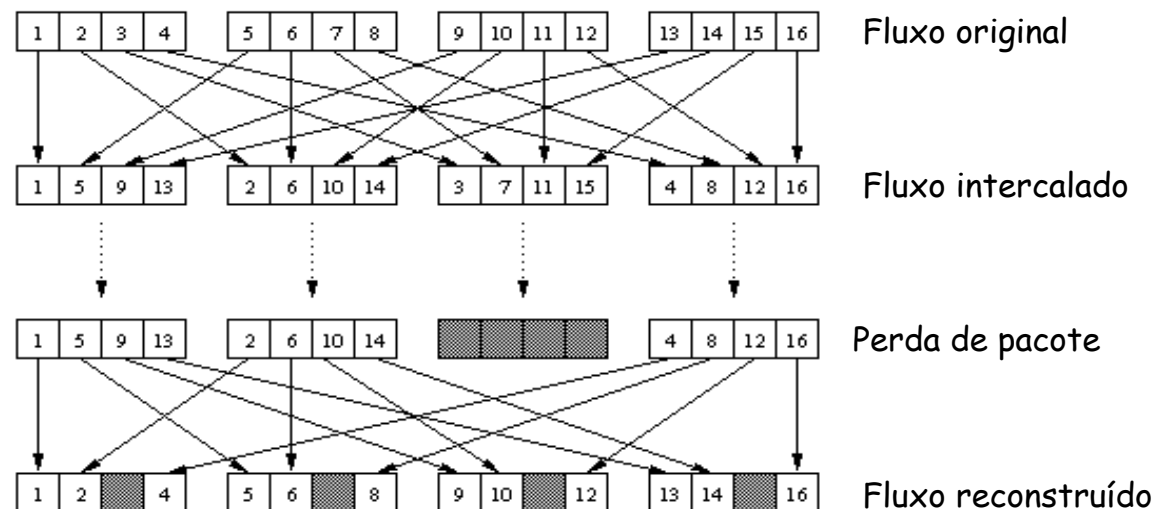 1 2 3 4 5 6 7 8 9 10 11 12 13 14 15 16 Fluxo original
1 5 9 13 2 6 10 14 3 7 11 15 4 8 12 16 Fluxo intercalado
1 5 9 13 2 6 10 14 4 8 12 16 Perda de pacote
1 2 4 5 6 8 9 10 12 13 14 16 Fluxo reconstruído